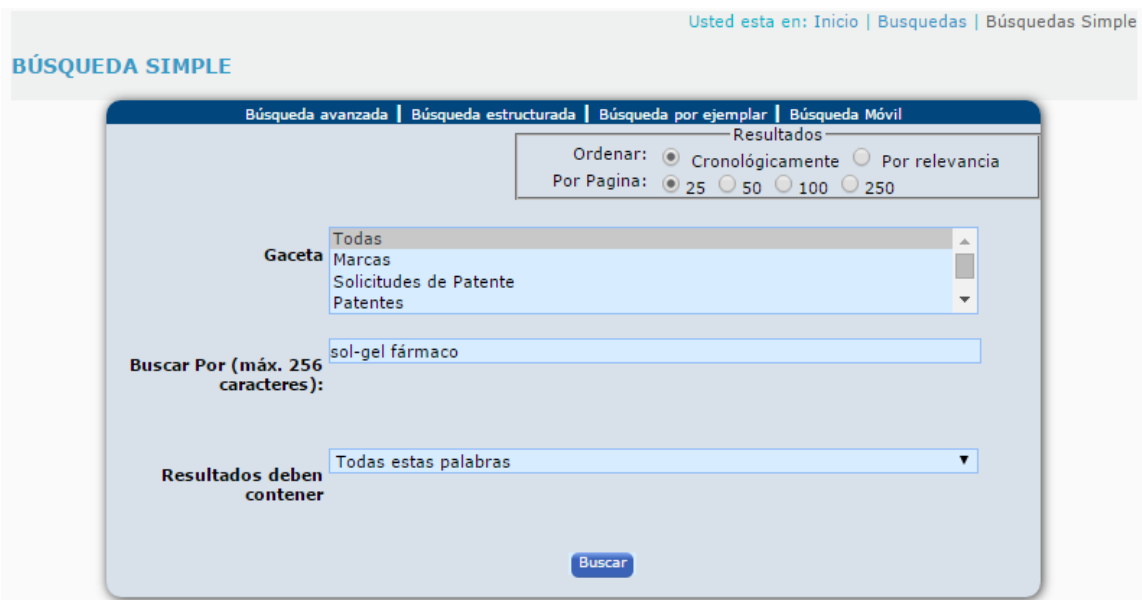 Usted esta en: Inicio | Busquedas | Búsquedas Simple
BÚSQUEDA SIMPLE
Búsqueda avanzada | Búsqueda estructurada | Búsqueda por ejemplar | Búsqueda Móvil
Resultados
Ordenar: Cronológicamente Por relevancia
Por Pagina: 25 50 100 250
Gaceta
Todas
Marcas
Solicitudes de Patente
Patentes
Buscar Por (máx. 256
caracteres):
sol-gel fármaco
Resultados deben
contener
Todas estas palabras
Buscar